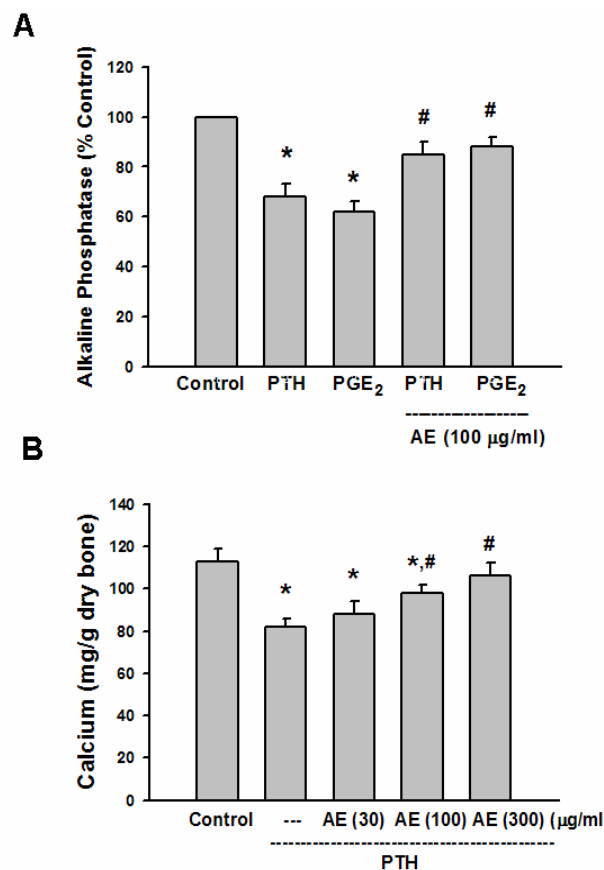 A
Alkaline Phosphatase (% Control)
120
100
80
60
40
20
0
* * # #
Control PTH PGE2 PTH PGE2
--------------------
AE (100 μg/ml)
B
Calcium (mg/g dry bone)
140
120
100
80
60
40
20
0
* * *,# #
Control --- AE (30) AE (100) AE (300) (μg/ml
--------------------------------------------------
PTH